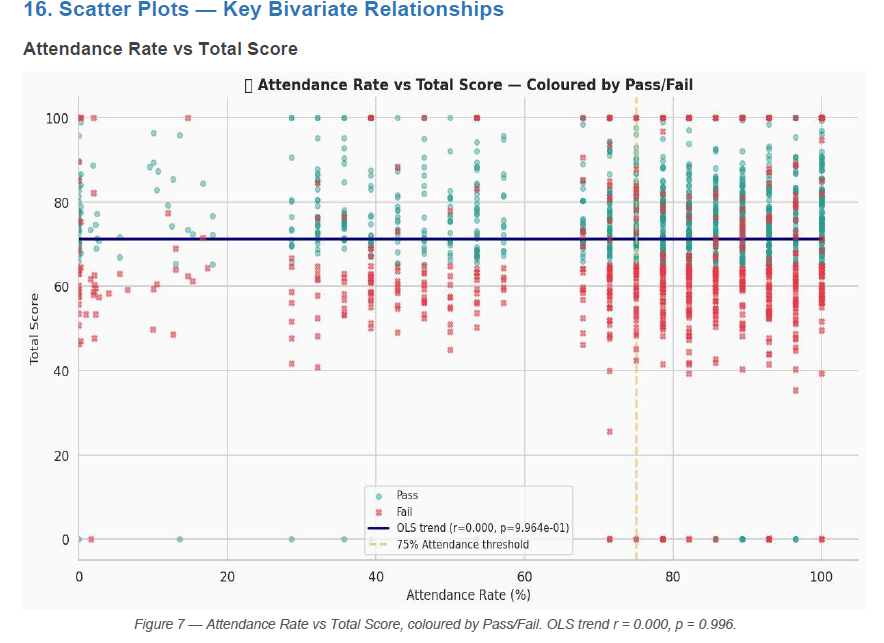 16. Scatter Plots — Key Bivariate Relationships
Attendance Rate vs Total Score
Attendance Rate vs Total Score — Coloured by Pass/Fail
100
80
60
40
20
0
Total Score
Pass
Fail
OLS trend (r=0.000, p=9.964e-01)
75% Attendance threshold
0 20 40 60 80 100
Attendance Rate (%)
Figure 7 — Attendance Rate vs Total Score, coloured by Pass/Fail. OLS trend r = 0.000, p = 0.996.